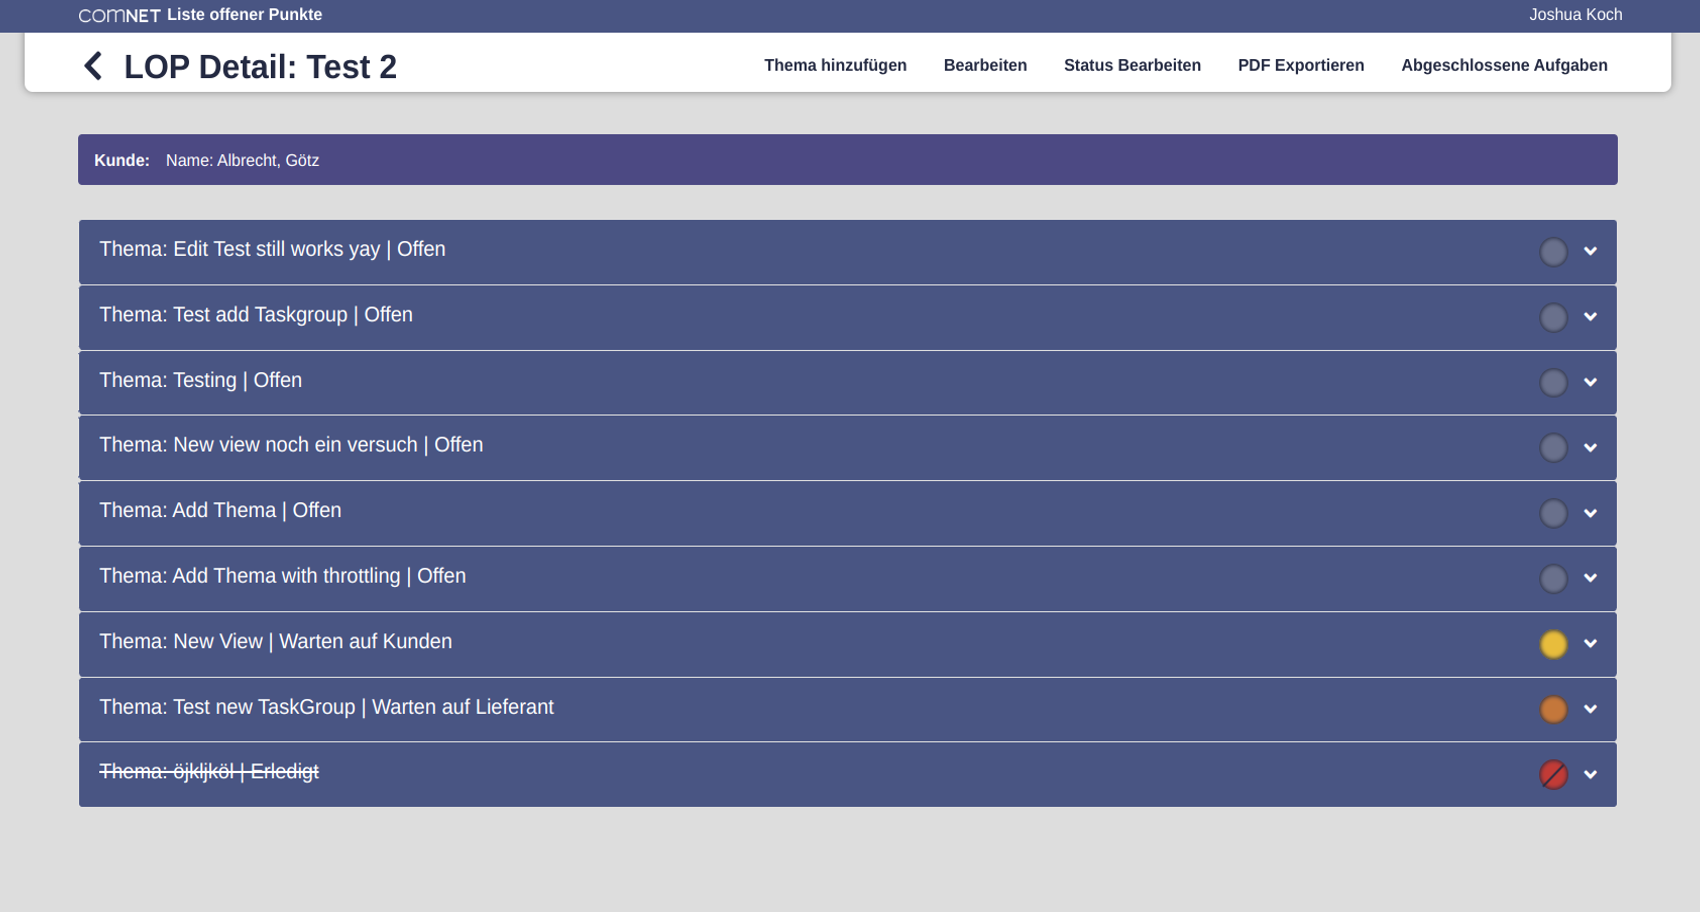 COMNET Liste offener Punkte
Joshua Koch
LOP Detail: Test 2
Thema hinzufügen
Bearbeiten
Status Bearbeiten
PDF Exportieren
Abgeschlossene Aufgaben
Kunde: Name: Albrecht, Götz
Thema: Edit Test still works yay | Offen
Thema: Test add Taskgroup | Offen
Thema: Testing | Offen
Thema: New view noch ein versuch | Offen
Thema: Add Thema | Offen
Thema: Add Thema with throttling | Offen
Thema: New View | Warten auf Kunden
Thema: Test new TaskGroup | Warten auf Lieferant
Thema: öjkljköl | Erledigt